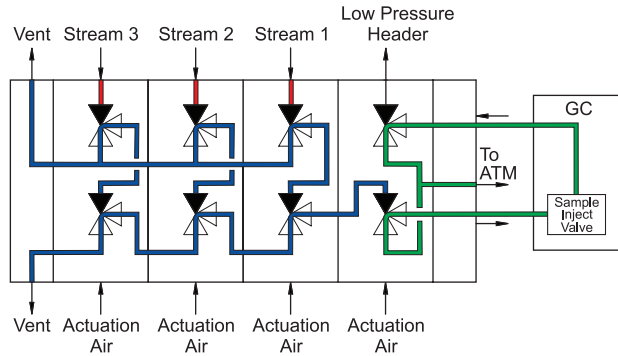 Vent
Stream 3
Stream 2
Stream 1
Low Pressure
Header
GC
To
ATM
Sample
Inject
Valve
Vent
Actuation
Air
Actuation
Air
Actuation
Air
Actuation
Air